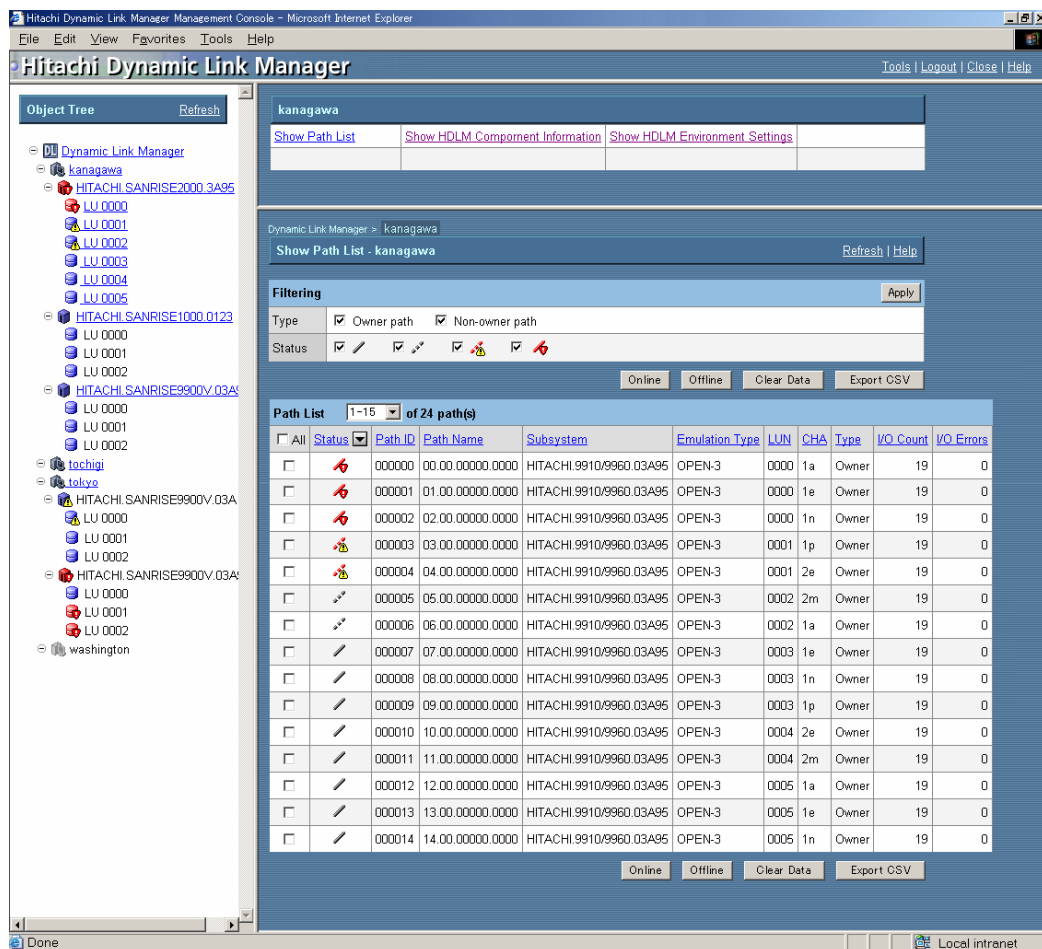 Hitachi Dynamic Link Manager Management Console - Microsoft Internet Explorer
File Edit View Favorites Tools Help
Hitachi Dynamic Link Manager
Tools | Logout | Close | Help
Object Tree Refresh
DL Dynamic Link Manager
kanagawa
HITACHI.SANRISE2000.3A95
LU 0000
LU 0001
LU 0002
LU 0003
LU 0004
LU 0005
HITACHI.SANRISE1000.0123
LU 0000
LU 0001
LU 0002
HITACHI.SANRISE9900V.03A9
LU 0000
LU 0001
LU 0002
tochigi
tokyo
HITACHI.SANRISE9900V.03A
LU 0000
LU 0001
LU 0002
HITACHI.SANRISE9900V.03A9
LU 0000
LU 0001
LU 0002
washington
kanagawa
Show Path List Show HDLM Compornent Information Show HDLM Environment Settings
Dynamic Link Manager > kanagawa
Show Path List - kanagawa Refresh | Help
Filtering Apply
Type Owner path Non-owner path
Status
Online Offline Clear Data Export CSV
Path List 1-15 of 24 path(s)
All Status Path ID Path Name Subsystem Emulation Type LUN CHA Type I/O Count I/O Errors
000000 00.00.00000.0000 HITACHI.9910/9960.03A95 OPEN-3 0000 1a Owner 19 0
000001 01.00.00000.0000 HITACHI.9910/9960.03A95 OPEN-3 0000 1e Owner 19 0
000002 02.00.00000.0000 HITACHI.9910/9960.03A95 OPEN-3 0000 1n Owner 19 0
000003 03.00.00000.0000 HITACHI.9910/9960.03A95 OPEN-3 0001 1p Owner 19 0
000004 04.00.00000.0000 HITACHI.9910/9960.03A95 OPEN-3 0001 2e Owner 19 0
000005 05.00.00000.0000 HITACHI.9910/9960.03A95 OPEN-3 0002 2m Owner 19 0
000006 06.00.00000.0000 HITACHI.9910/9960.03A95 OPEN-3 0002 1a Owner 19 0
000007 07.00.00000.0000 HITACHI.9910/9960.03A95 OPEN-3 0003 1e Owner 19 0
000008 08.00.00000.0000 HITACHI.9910/9960.03A95 OPEN-3 0003 1n Owner 19 0
000009 09.00.00000.0000 HITACHI.9910/9960.03A95 OPEN-3 0003 1p Owner 19 0
000010 10.00.00000.0000 HITACHI.9910/9960.03A95 OPEN-3 0004 2e Owner 19 0
000011 11.00.00000.0000 HITACHI.9910/9960.03A95 OPEN-3 0004 2m Owner 19 0
000012 12.00.00000.0000 HITACHI.9910/9960.03A95 OPEN-3 0005 1a Owner 19 0
000013 13.00.00000.0000 HITACHI.9910/9960.03A95 OPEN-3 0005 1e Owner 19 0
000014 14.00.00000.0000 HITACHI.9910/9960.03A95 OPEN-3 0005 1n Owner 19 0
Online Offline Clear Data Export CSV
Done Local intranet